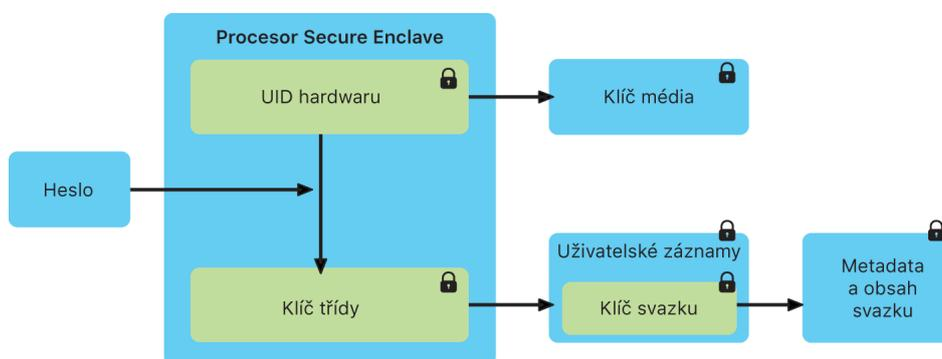 Procesor Secure Enclave
UID hardwaru
Klíč média
Heslo
Uživatelské záznamy
Klíč třídy
Klíč svazku
Metadata
a obsah
svazku